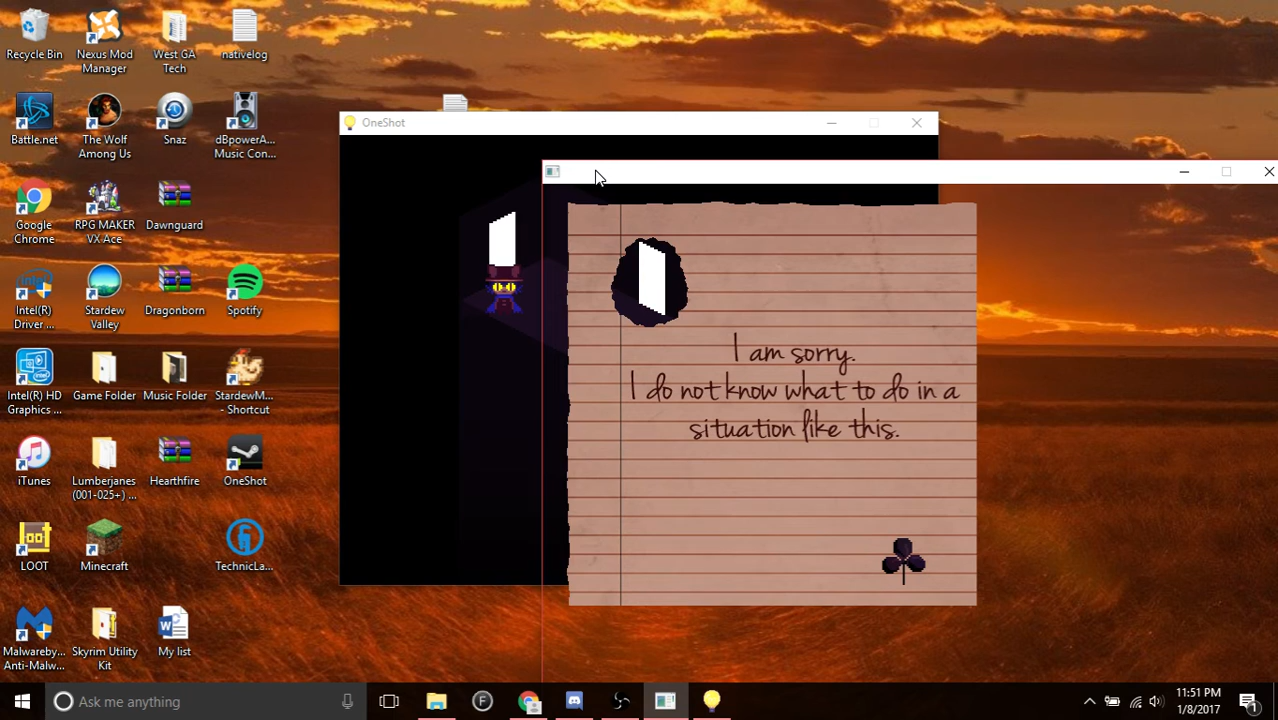 Recycle Bin
Nexus Mod
Manager
West GA
Tech
nativelog
Battle.net
The Wolf
Among Us
Snaz
dBpowerA...
Music Con...
Google
Chrome
RPG MAKER
VX Ace
Dawnguard
Intel(R)
Driver ...
Stardew
Valley
Dragonborn
Spotify
Intel(R) HD
Graphics ...
Game Folder
Music Folder
StardewM...
- Shortcut
iTunes
Lumberjanes
(001-025+) ...
Hearthfire
OneShot
LOOT
Minecraft
TechnicLa...
Malwareby...
Anti-Malw...
Skyrim Utility
Kit
My list
OneShot
I am sorry.
I do not know what to do in a
situation like this.
Ask me anything
11:51 PM
1/8/2017
1